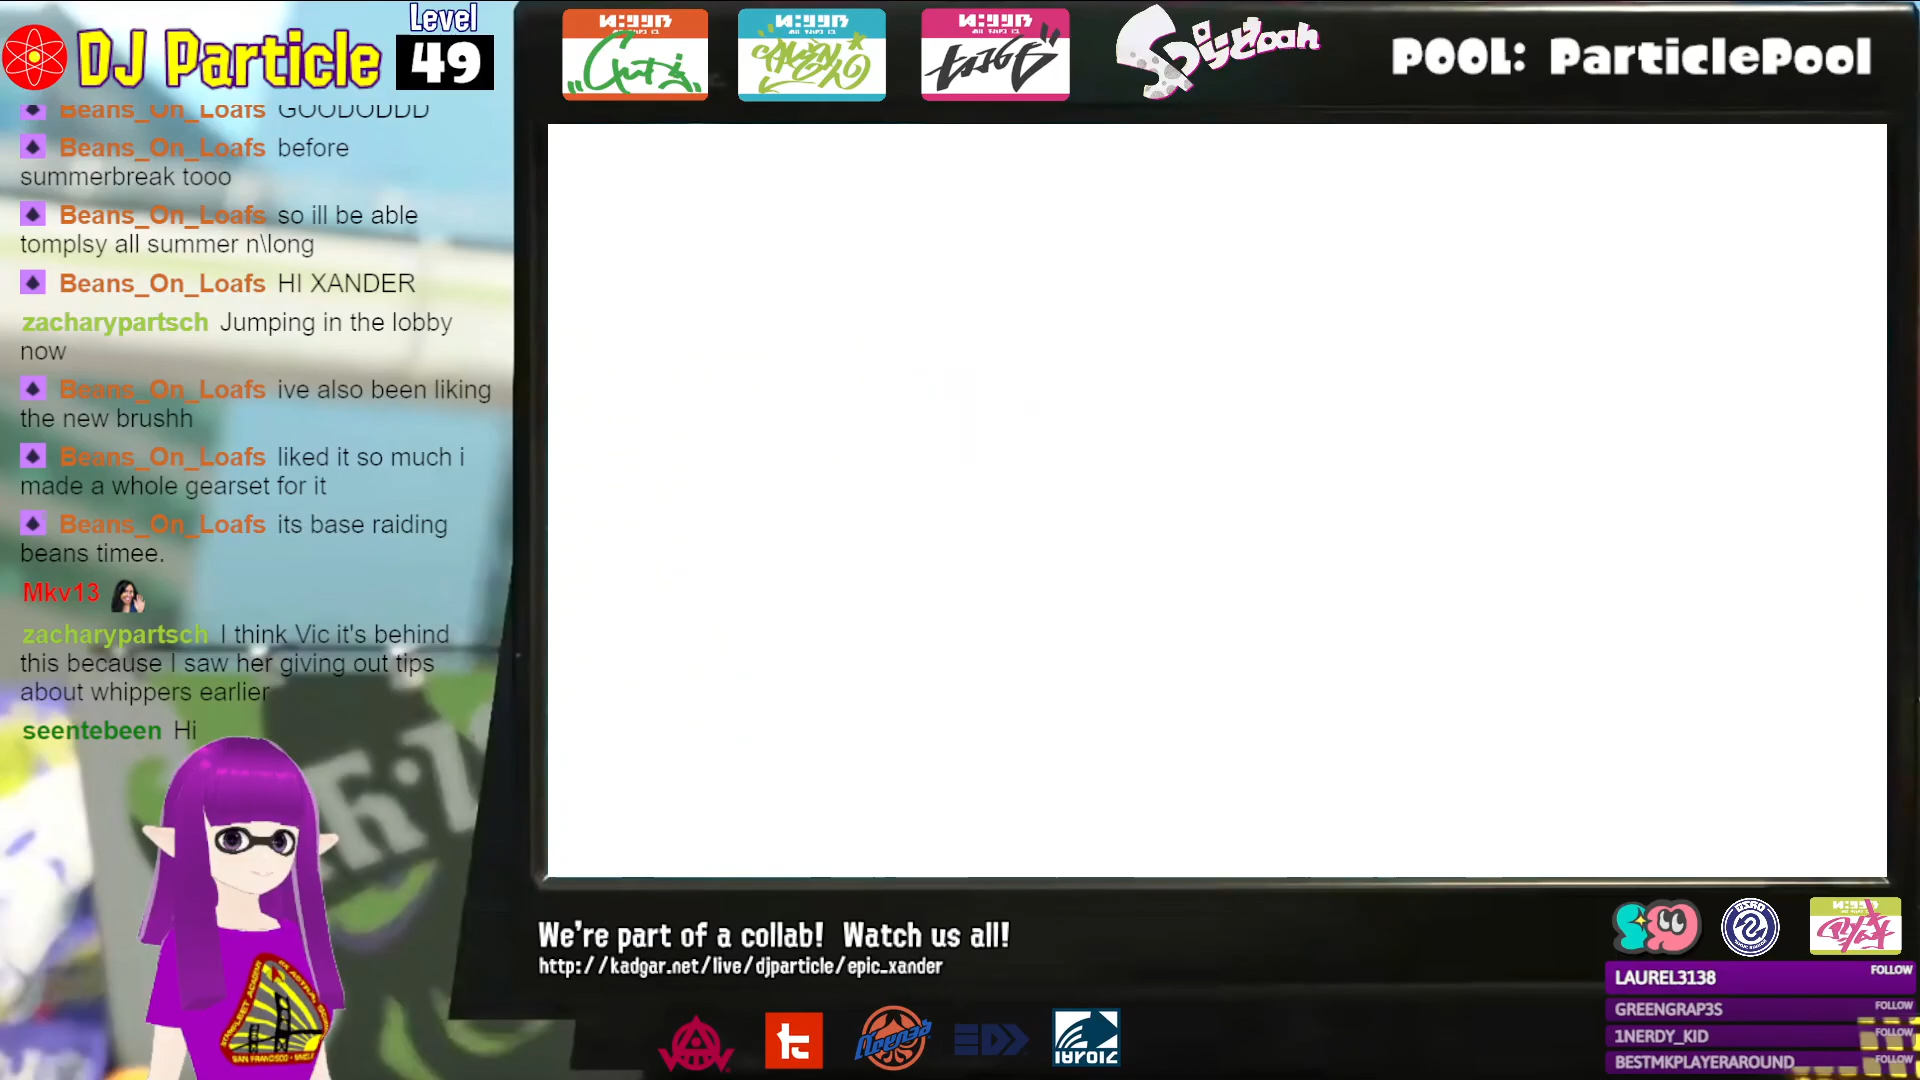 DJ Particle
Level
49
POOL: ParticlePool
Beans_On_Loafs GOODODDD
Beans_On_Loafs before
summerbreak tooo
Beans_On_Loafs so ill be able
tomplsy all summer n\long
Beans_On_Loafs HI XANDER
zacharypartsch Jumping in the lobby
now
Beans_On_Loafs ive also been liking
the new brushh
Beans_On_Loafs liked it so much i
made a whole gearset for it
Beans_On_Loafs its base raiding
beans timee.
Mkv13
zacharypartsch I think Vic it's behind
this because I saw her giving out tips
about whippers earlier
seentebeen Hi
We're part of a collab! Watch us all!
http://kadgar.net/live/djparticle/epic_xander
LAUREL3138 FOLLOW
GREENGRAP3S FOLLOW
1NERDY_KID FOLLOW
BESTMKPLAYERAROUND FOLLOW